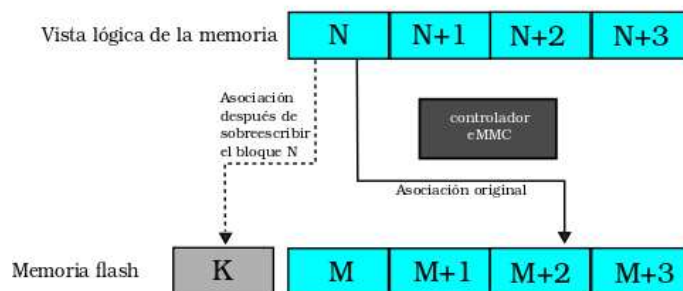 Vista lógica de la memoria
N N+1 N+2 N+3
Asociación
después de
sobreescribir
el bloque N
controlador
eMMC
Asociación original
Memoria flash
K M M+1 M+2 M+3